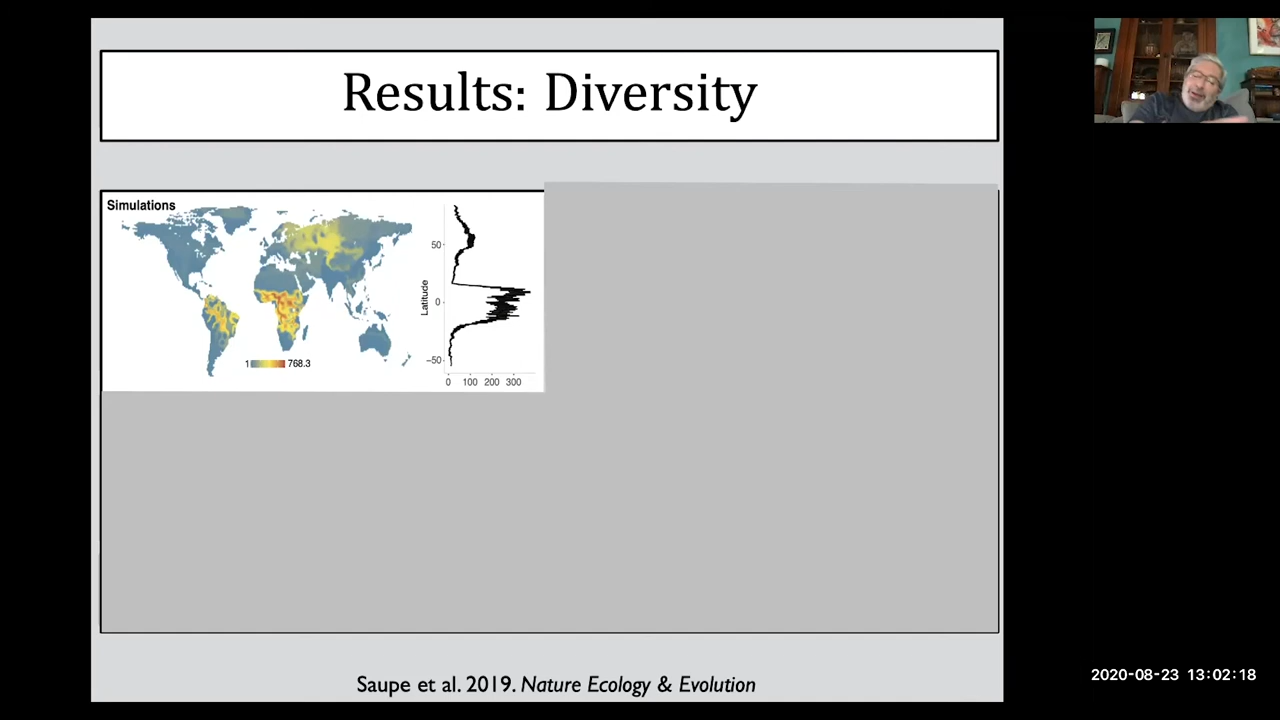 Results: Diversity
Simulations
1 768.3
Latitude
50
0
−50
0 100 200 300
Saupe et al. 2019. Nature Ecology & Evolution
2020-08-23 13:02:18